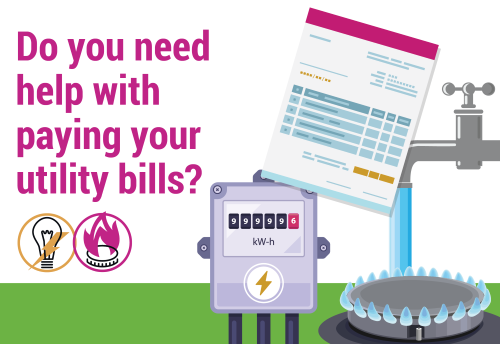 Do you need
help with
paying your
utility bills?
999996
kW-h